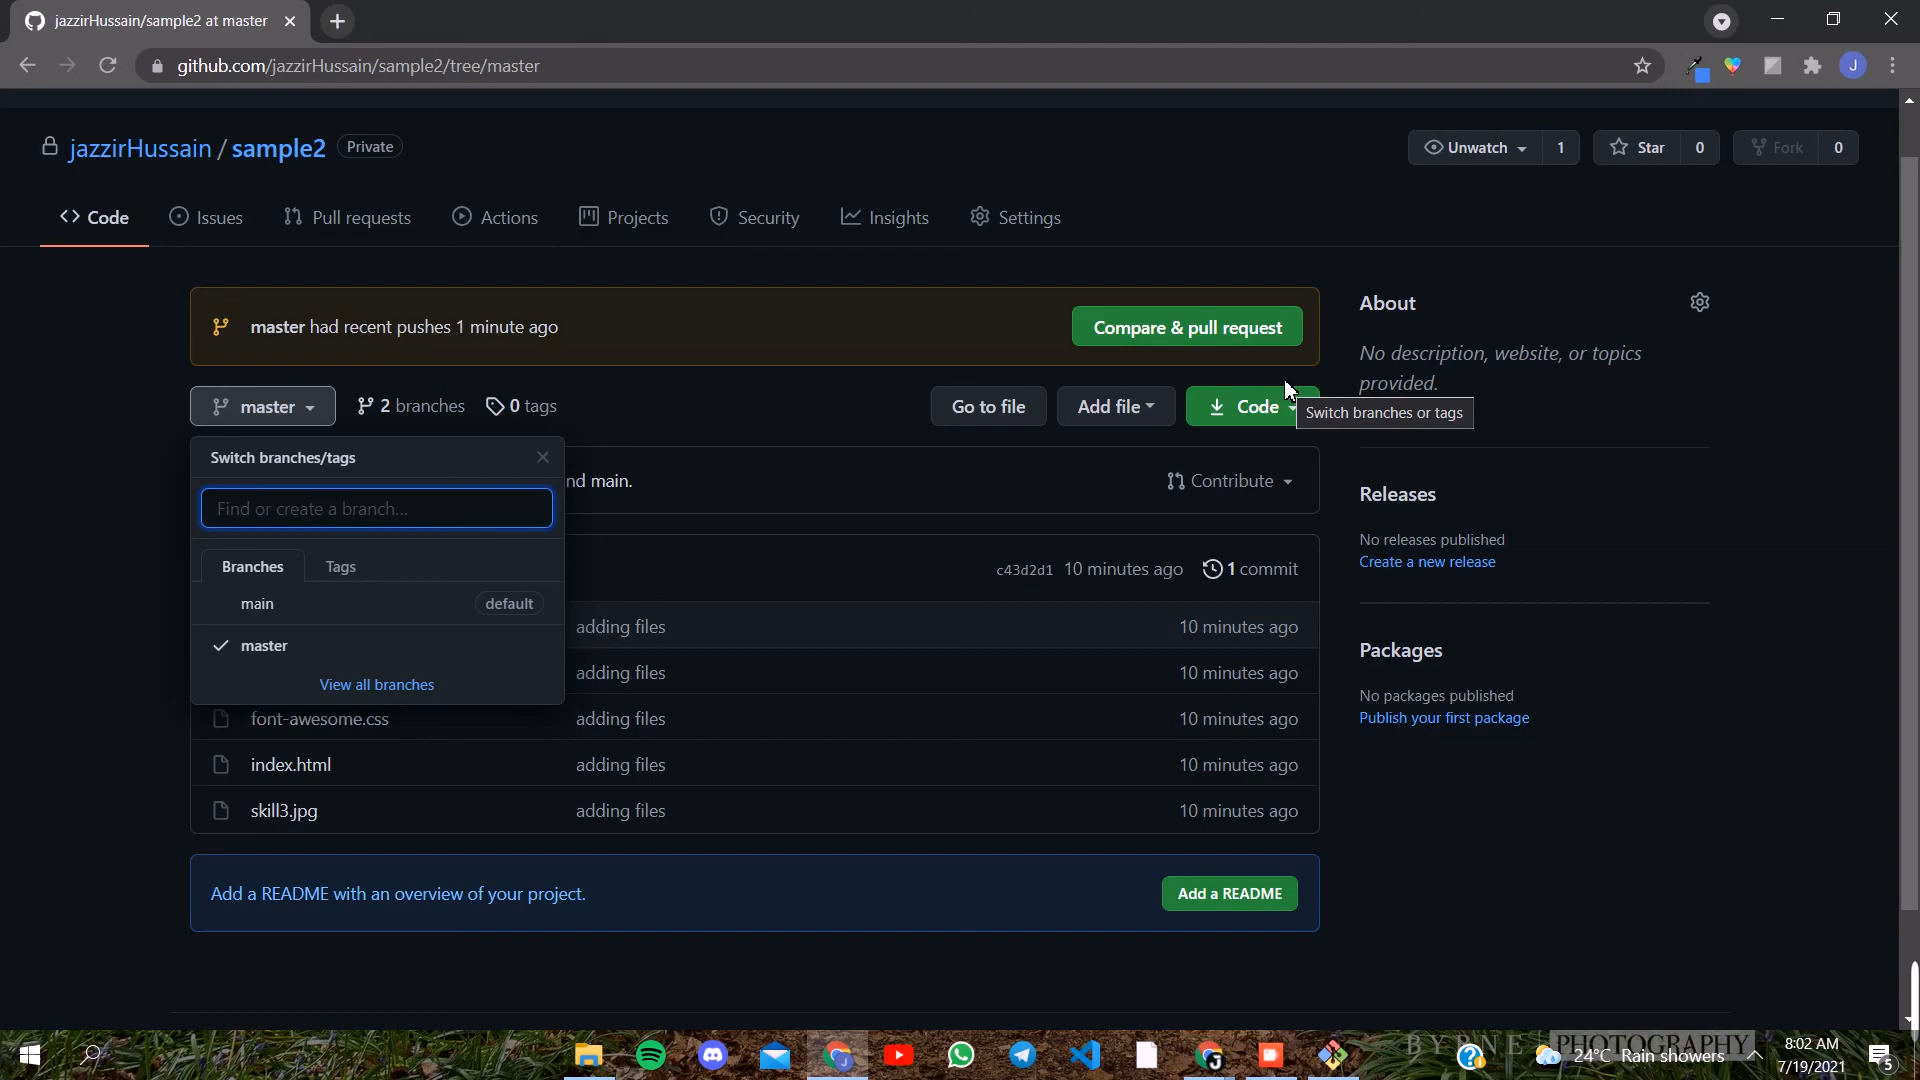 jazzirHussain/sample2 at master
github.com/jazzirHussain/sample2/tree/master
J
jazzirHussain / sample2 Private
Unwatch 1 Star 0 Fork 0
Code Issues Pull requests Actions Projects Security Insights Settings
master had recent pushes 1 minute ago
Compare & pull request
About
No description, website, or topics
provided.
master 2 branches 0 tags
Go to file Add file Code
Switch branches or tags
Switch branches/tags
nd main.
Contribute
Find or create a branch...
Releases
No releases published
Create a new release
Branches Tags
c43d2d1 10 minutes ago 1 commit
main default
adding files 10 minutes ago
master
adding files 10 minutes ago
View all branches
Packages
No packages published
Publish your first package
font-awesome.css adding files 10 minutes ago
index.html adding files 10 minutes ago
skill3.jpg adding files 10 minutes ago
Add a README with an overview of your project.
Add a README
BYRNE PHOTOGRAPHY
24°C Rain showers
8:02 AM
7/19/2021
5